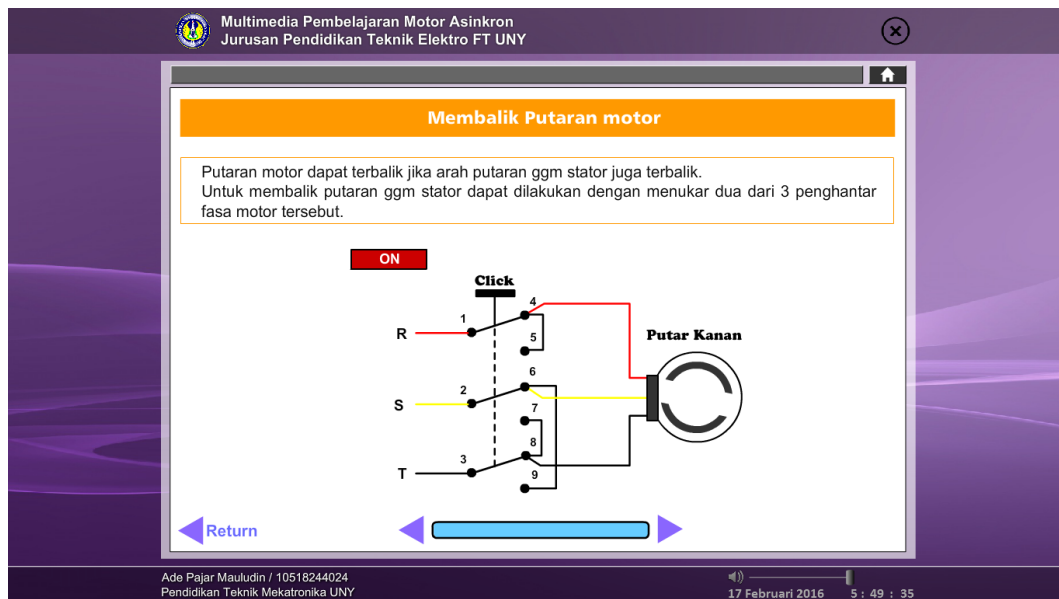 Multimedia Pembelajaran Motor Asinkron
Jurusan Pendidikan Teknik Elektro FT UNY
Membalik Putaran motor
Putaran motor dapat terbalik jika arah putaran ggm stator juga terbalik.
Untuk membalik putaran ggm stator dapat dilakukan dengan menukar dua dari 3 penghantar
fasa motor tersebut.
ON
Click
4
1
R
5
Putar Kanan
6
2
S
7
8
3
T
9
Return
Ade Pajar Mauludin / 10518244024
Pendidikan Teknik Mekatronika UNY
17 Februari 2016 5 : 49 : 35